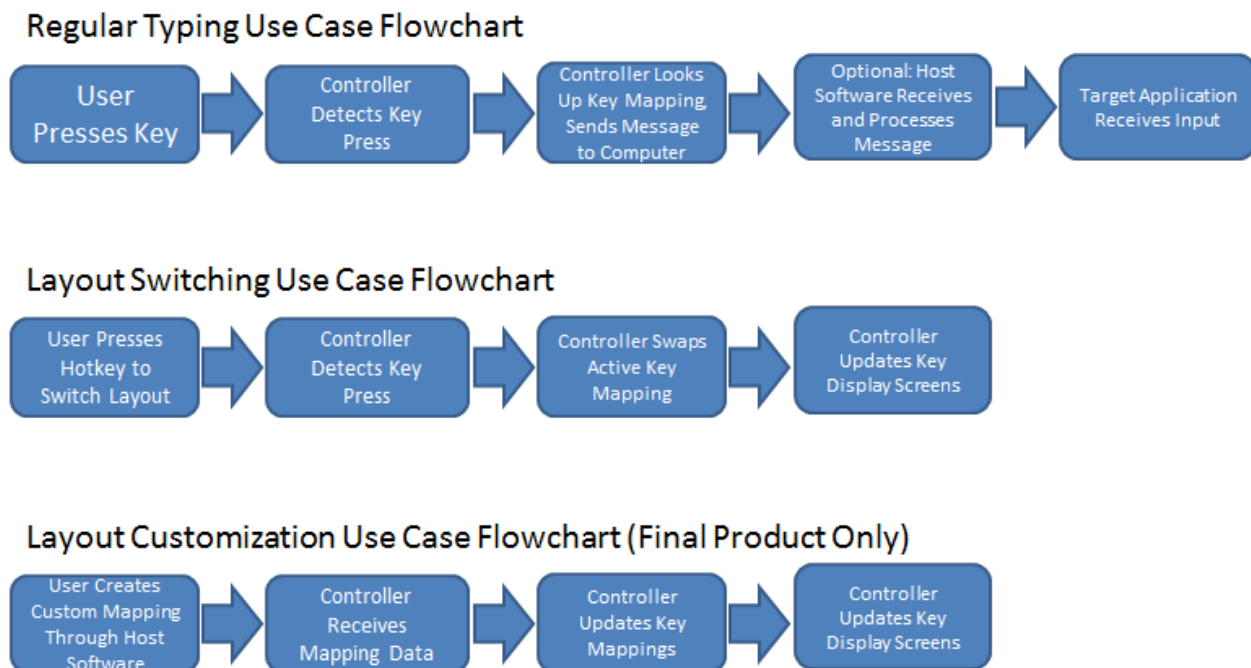 Regular Typing Use Case Flowchart
User
Presses Key
Controller
Detects Key
Press
Controller Looks
Up Key Mapping,
Sends Message
to Computer
Optional: Host
Software Receives
and Processes
Message
Target Application
Receives Input
Layout Switching Use Case Flowchart
User Presses
Hotkey to
Switch Layout
Controller
Detects Key
Press
Controller Swaps
Active Key
Mapping
Controller
Updates Key
Display Screens
Layout Customization Use Case Flowchart (Final Product Only)
User Creates
Custom Mapping
Through Host
Software
Controller
Receives
Mapping Data
Controller
Updates Key
Mappings
Controller
Updates Key
Display Screens